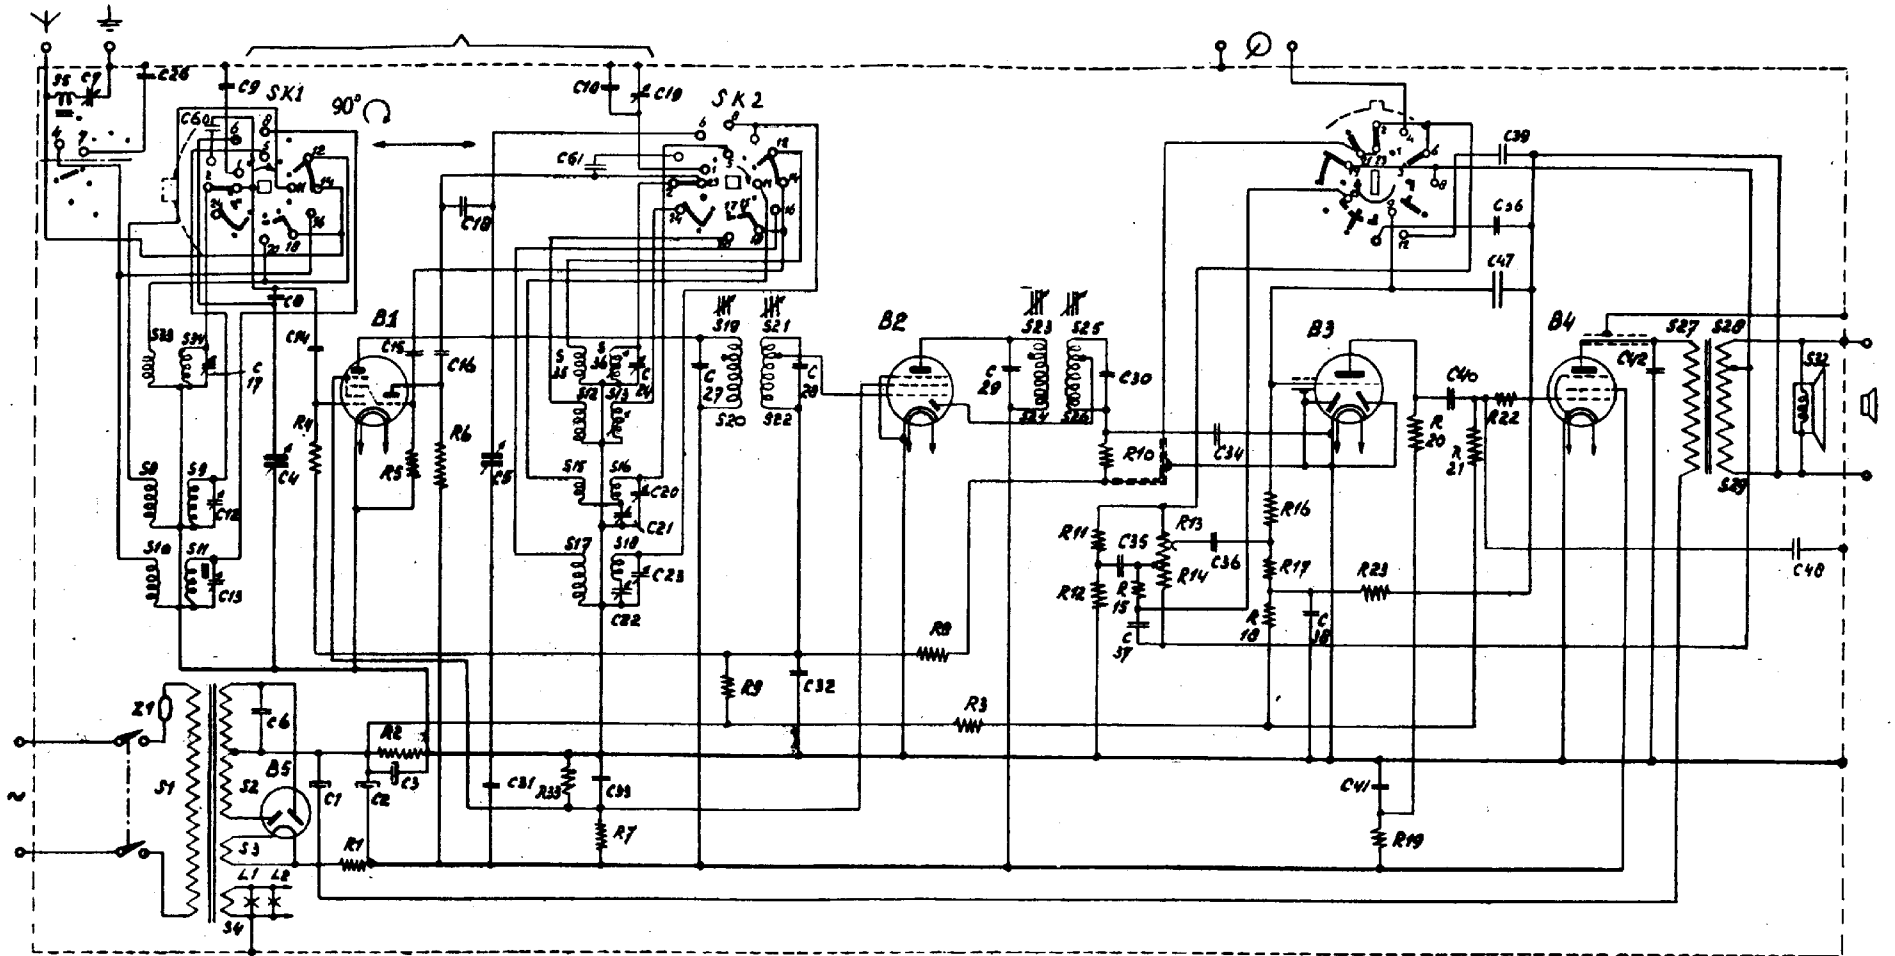 S5 C7 C26 C9 SK1 90° C10 C19 SK2
C60 C61 C18 C39 C36 C47
C8 B1 S19 S21 B2 S23 S25 B3 B4 S27 S28
S33 S34 C14 C15 C16 S35 S36 C42 S32
C17 C24 C27 C28 C29 C30 C40
S12 S13 S20 S22 S24 S26 R20 R22
R4 R6 R10 C34 R21
S8 S9 C4 R5 C5 S15 S16 C20 S29
C12 C21 R16
S10 S11 S17 S18 R11 C35 R13 C36 R17 R23 C48
C13 C23 R12 R15 R14
C22 R8 C37 R18 C38
R9 C32
Z1 C6 R2 R3
S1 S2 B5 C1 C2 C3 C31 R33 C33 C41
~ S3 R1 R7 R19
L1 L2
S4